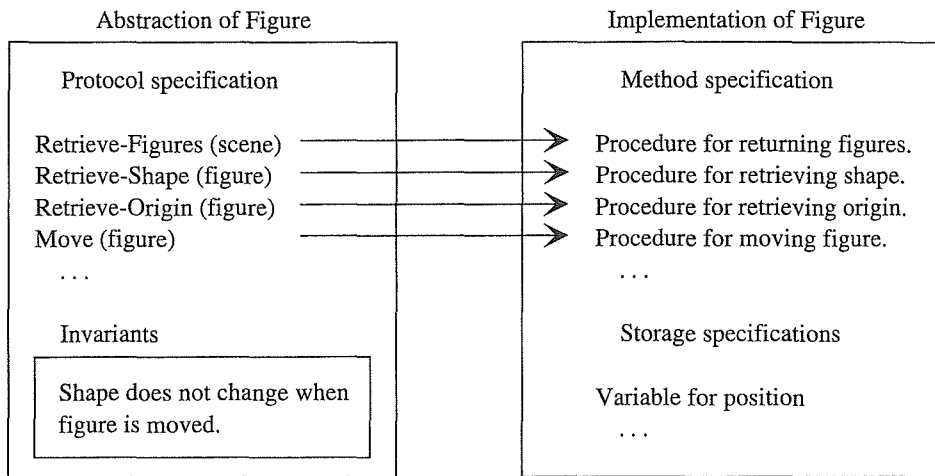 Abstraction of Figure
Protocol specification
Retrieve-Figures (scene)
Retrieve-Shape (figure)
Retrieve-Origin (figure)
Move (figure)
. . .
Invariants
Shape does not change when
figure is moved.
Implementation of Figure
Method specification
Procedure for returning figures.
Procedure for retrieving shape.
Procedure for retrieving origin.
Procedure for moving figure.
. . .
Storage specifications
Variable for position
. . .